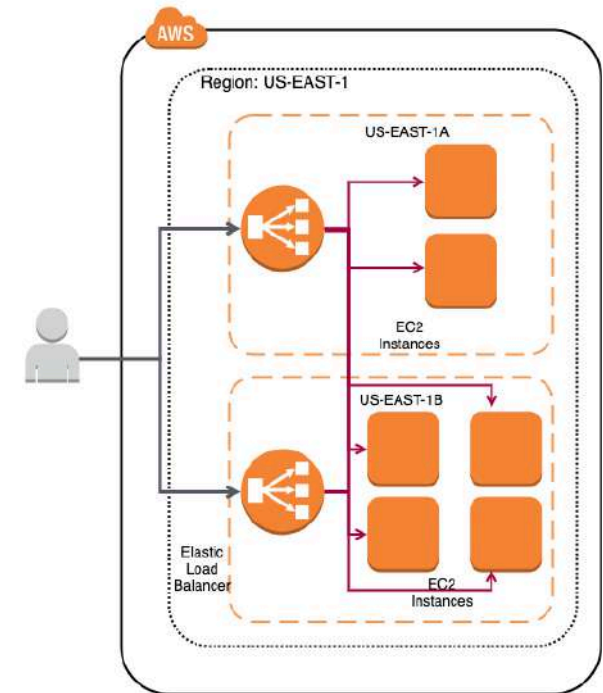 AWS
Region: US-EAST-1
US-EAST-1A
EC2
Instances
US-EAST-1B
Elastic
Load
Balancer
EC2
Instances